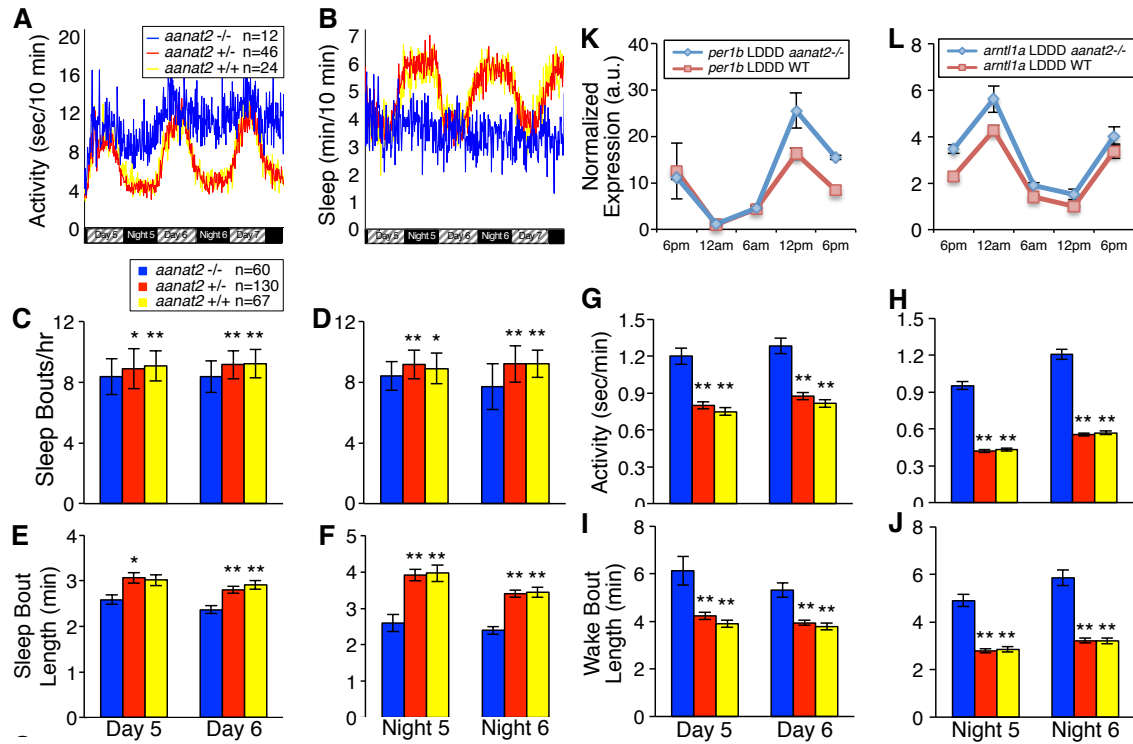 A
Activity (sec/10 min)
20
18
16
14
12
10
8
6
4
2
0
aanat2 -/- n=12
aanat2 +/- n=46
aanat2 +/+ n=24
Day 5 Night 5 Day 6 Night 6 Day 7
B
Sleep (min/10 min)
8
7
6
5
4
3
2
1
0
Day 5 Night 5 Day 6 Night 6 Day 7
K
Normalized
Expression (a.u.)
40
30
20
10
0
per1b LDDD aanat2-/-
per1b LDDD WT
6pm 12am 6am 12pm 6pm
L
8
6
4
2
0
arntl1a LDDD aanat2-/-
arntl1a LDDD WT
6pm 12am 6am 12pm 6pm
aanat2 -/- n=60
aanat2 +/- n=130
aanat2 +/+ n=67
C
Sleep Bouts/hr
12
8
4
0
* ** ** **
D
12
8
4
0
** * ** **
G
Activity (sec/min)
1.5
1.2
0.9
0.6
0.3
0
** ** ** **
H
1.5
1.2
0.9
0.6
0.3
0
** ** ** **
E
Sleep Bout
Length (min)
4
3
2
1
0
* ** **
Day 5 Day 6
F
5
4
3
2
1
0
** ** ** **
Night 5 Night 6
I
Wake Bout
Length (min)
8
6
4
2
0
** ** ** **
Day 5 Day 6
J
8
6
4
2
0
** ** ** **
Night 5 Night 6